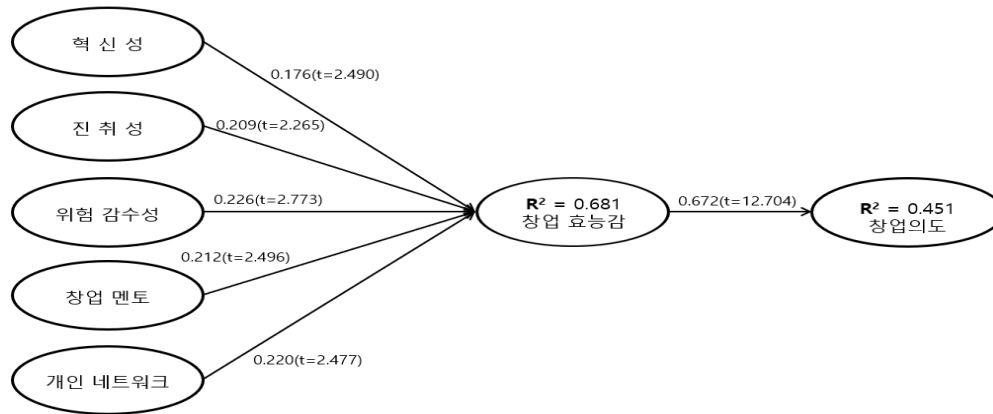 혁 신 성
0.176(t=2.490)
진 취 성
0.209(t=2.265)
위험 감수성
0.226(t=2.773)
R² = 0.681
창업 효능감
0.672(t=12.704)
R² = 0.451
창업의도
0.212(t=2.496)
창업 멘토
0.220(t=2.477)
개인 네트워크